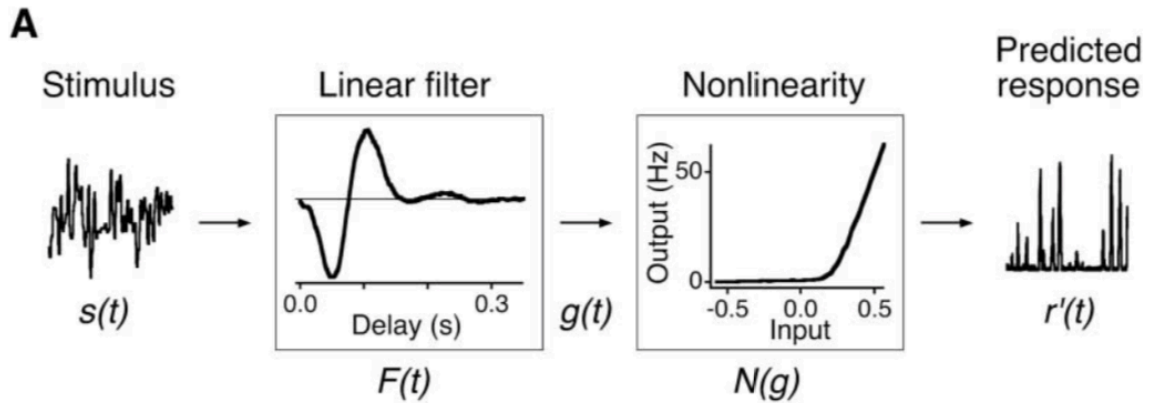 A
Stimulus
Linear filter
Nonlinearity
Predicted
response
s(t)
0.0
0.3
Delay (s)
F(t)
g(t)
Output (Hz)
50
0
-0.5
0.0
0.5
Input
N(g)
r'(t)